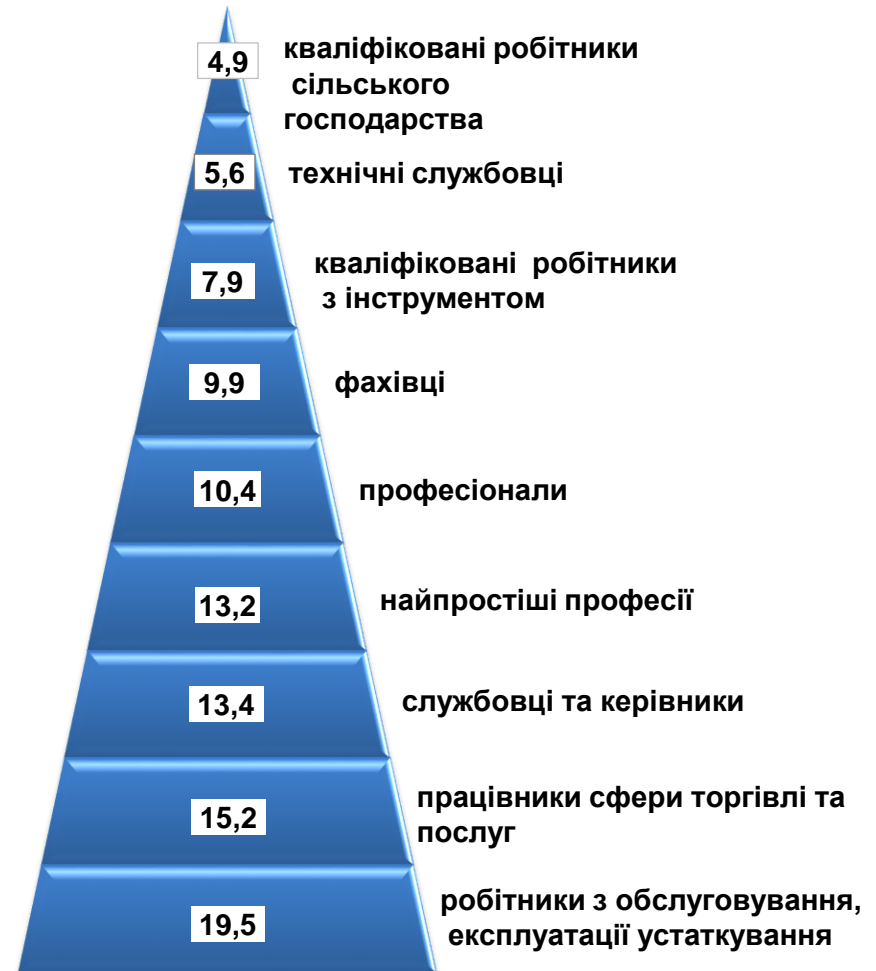 4,9
кваліфіковані робітники
сільського
господарства
5,6
технічні службовці
7,9
кваліфіковані робітники
з інструментом
9,9
фахівці
10,4
професіонали
13,2
найпростіші професії
13,4
службовці та керівники
15,2
працівники сфери торгівлі та
послуг
19,5
робітники з обслуговування,
експлуатації устаткування